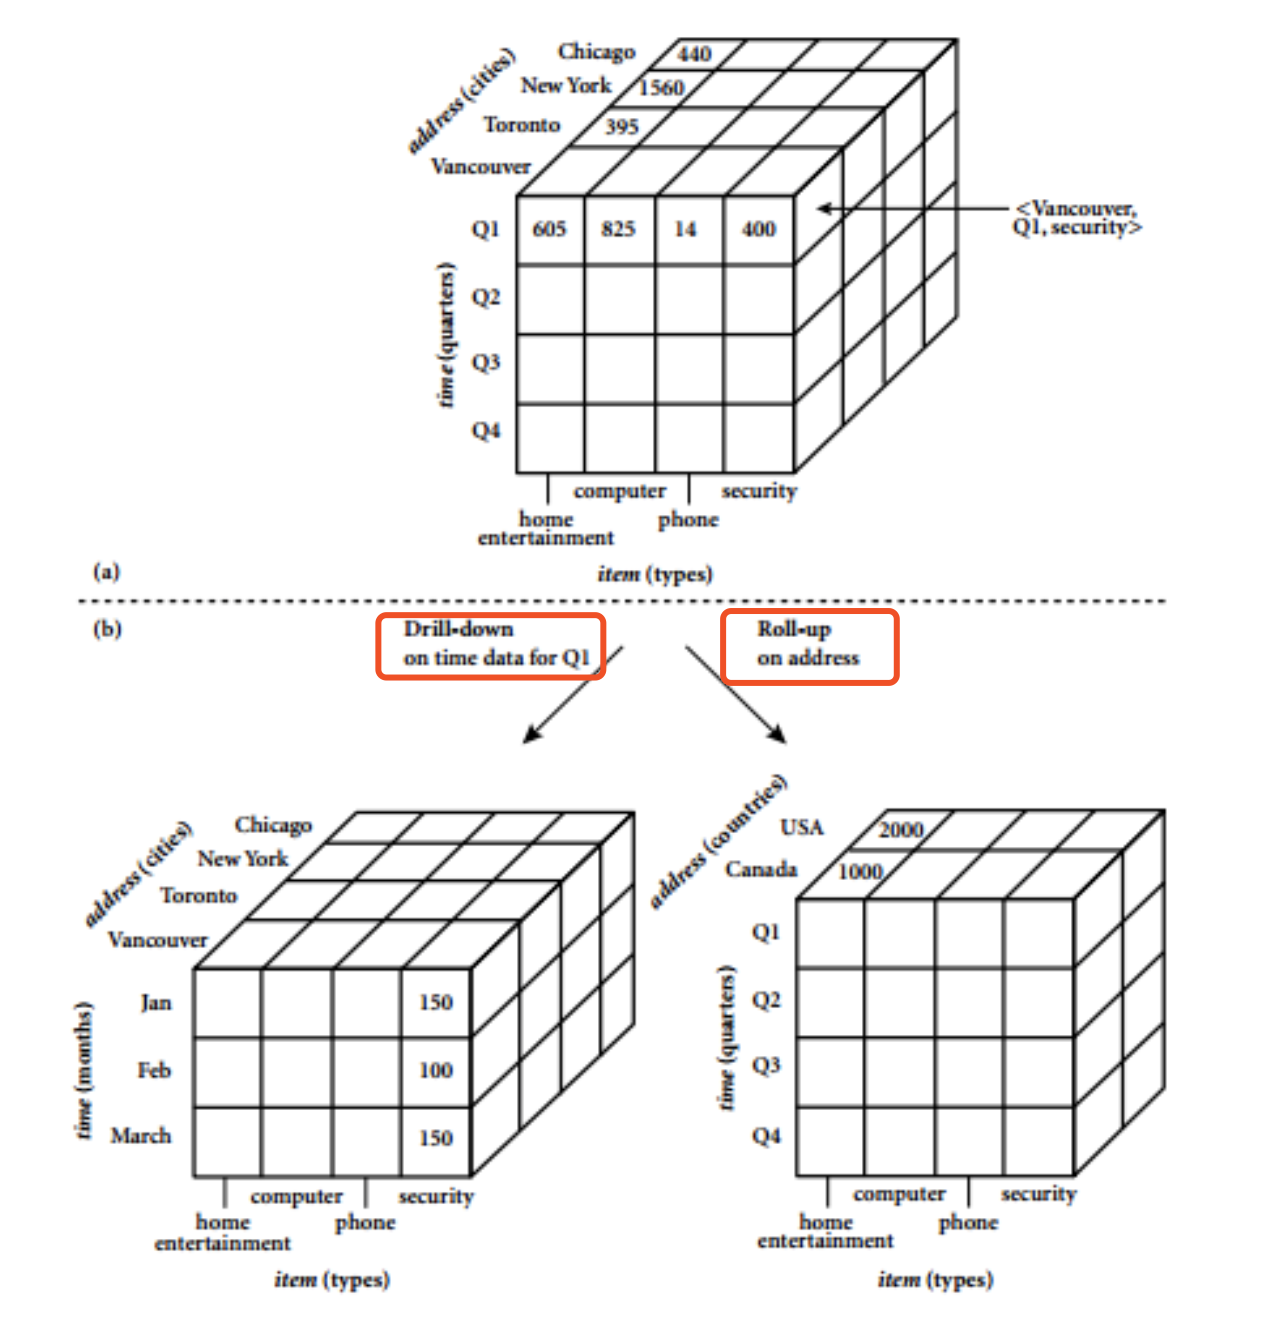 address (cities)
Chicago
New York
Toronto
Vancouver
440
1560
395
time (quarters)
Q1
605 825 14 400
Q2
Q3
Q4
<Vancouver,
Q1, security>
computer security
home phone
entertainment
item (types)
(a)
(b)
Drill-down
on time data for Q1
Roll-up
on address
address (cities)
Chicago
New York
Toronto
Vancouver
time (months)
Jan 150
Feb 100
March 150
computer security
home phone
entertainment
item (types)
address (countries)
USA 2000
Canada 1000
time (quarters)
Q1
Q2
Q3
Q4
computer security
home phone
entertainment
item (types)